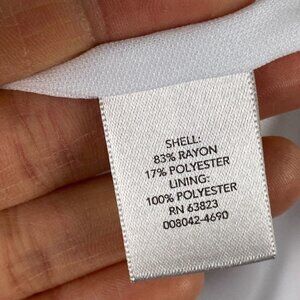 SHELL:
83% RAYON
17% POLYESTER
LINING:
100% POLYESTER
RN 63823
008042-4690